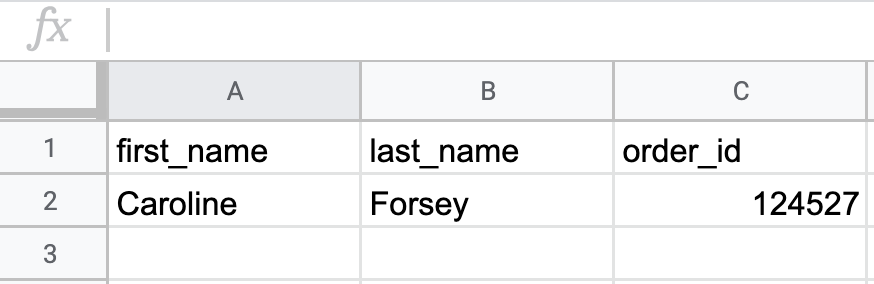 fx
A B C
1 first_name last_name order_id
2 Caroline Forsey 124527
3